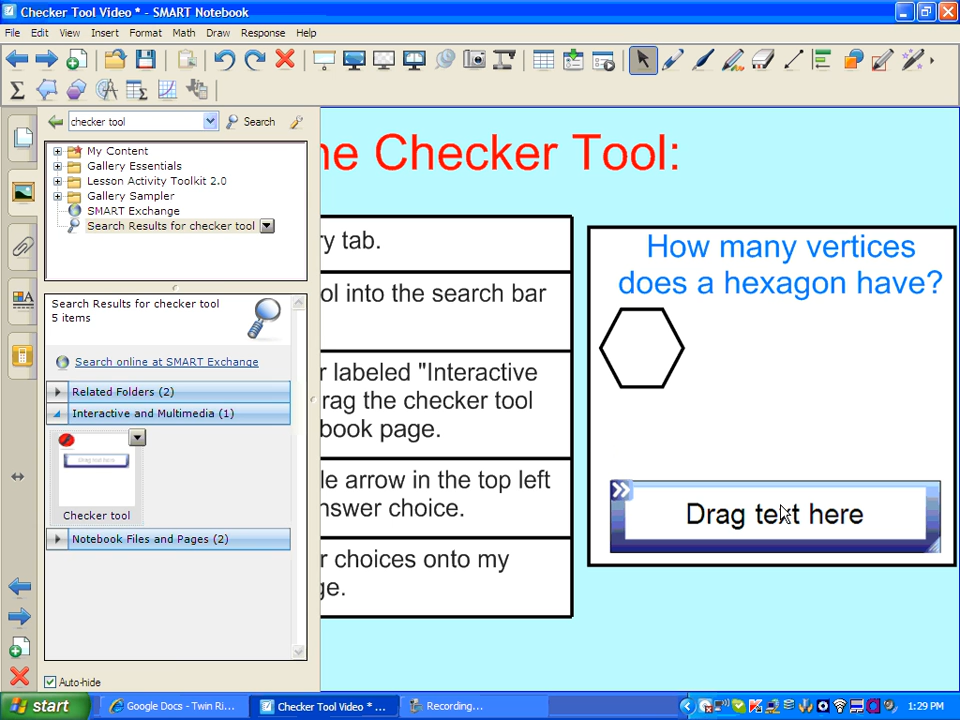 Checker Tool Video * - SMART Notebook
File Edit View Insert Format Math Draw Response Help
checker tool
Search
My Content
Gallery Essentials
Lesson Activity Toolkit 2.0
Gallery Sampler
SMART Exchange
Search Results for checker tool
Search Results for checker tool
5 items
Search online at SMART Exchange
Related Folders (2)
Interactive and Multimedia (1)
Drag text here
Checker tool
Notebook Files and Pages (2)
Auto-hide
ne Checker Tool:
ry tab.
ol into the search bar
r labeled "Interactive
rag the checker tool
book page.
le arrow in the top left
nswer choice.
r choices onto my
ge.
How many vertices
does a hexagon have?
Drag text here
start
Google Docs - Twin Ri...
Checker Tool Video * ...
Recording...
1:29 PM